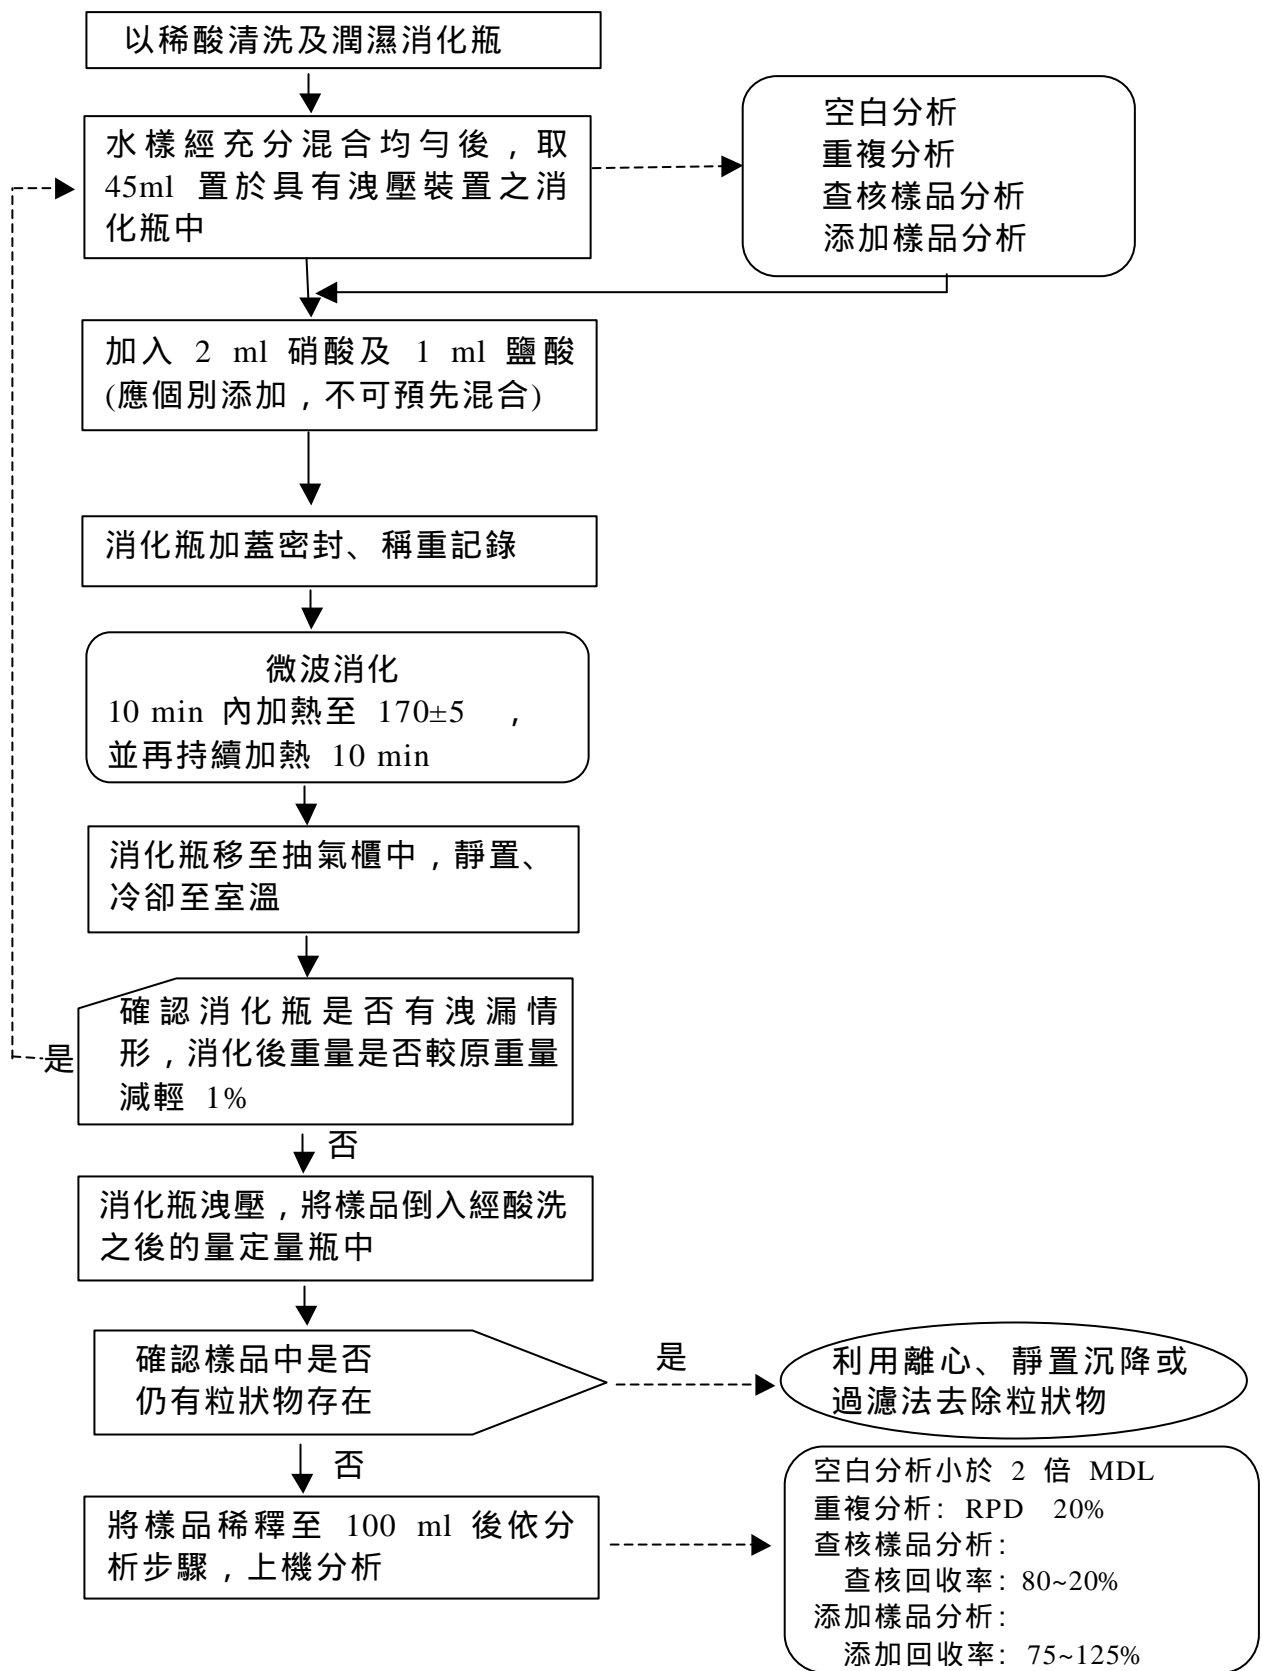 以稀酸清洗及潤濕消化瓶
水樣經充分混合均勻後，取
45ml 置於具有洩壓裝置之消
化瓶中
空白分析
重複分析
查核樣品分析
添加樣品分析
加入 2 ml 硝酸及 1 ml 鹽酸
(應個別添加，不可預先混合)
消化瓶加蓋密封、稱重記錄
微波消化
10 min 內加熱至 170±5 ，
並再持續加熱 10 min
消化瓶移至抽氣櫃中，靜置、
冷卻至室溫
確認消化瓶是否有洩漏情
形，消化後重量是否較原重量
減輕 1%
是
否
消化瓶洩壓，將樣品倒入經酸洗
之後的量定量瓶中
確認樣品中是否
仍有粒狀物存在
是
利用離心、靜置沉降或
過濾法去除粒狀物
否
將樣品稀釋至 100 ml 後依分
析步驟，上機分析
空白分析小於 2 倍 MDL
重複分析：RPD 20%
查核樣品分析：
查核回收率：80~20%
添加樣品分析：
添加回收率：75~125%